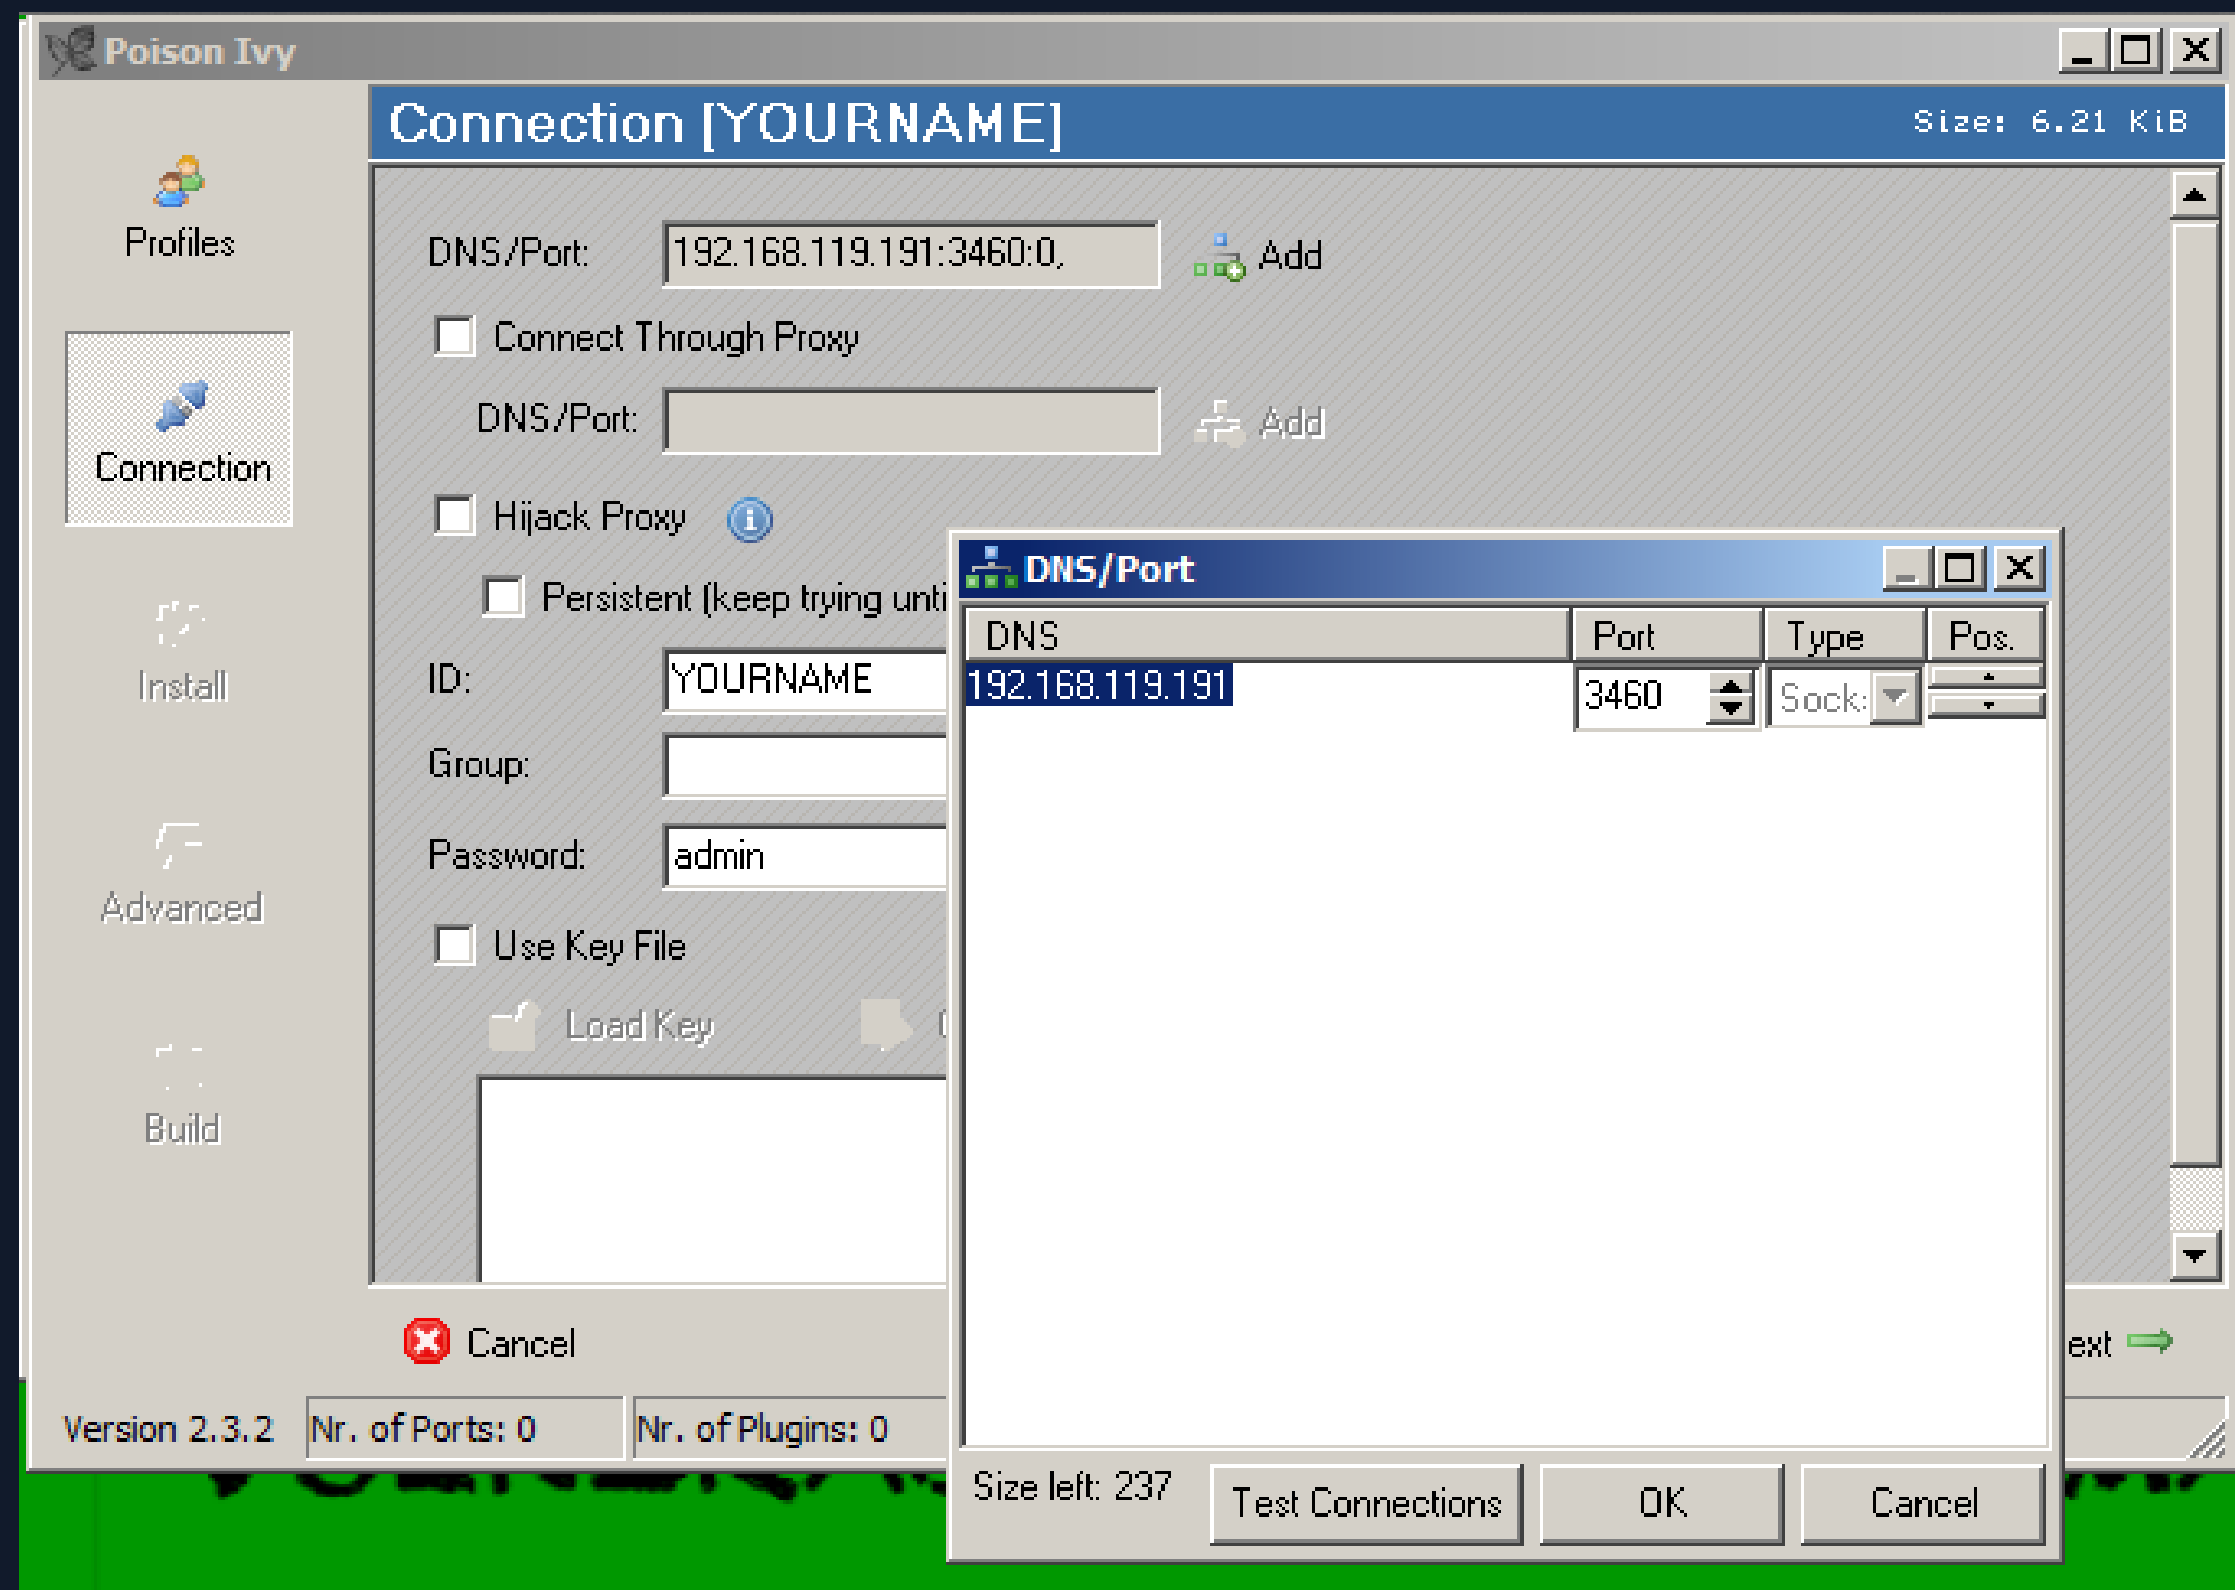 Poison Ivy
Connection [YOURNAME]
Size: 6.21 KiB
Profiles
Connection
Install
Advanced
Build
DNS/Port:
192.168.119.191:3460:0,
Add
Connect Through Proxy
DNS/Port:
Add
Hijack Proxy
Persistent (keep trying unti
ID:
YOURNAME
Group:
Password:
admin
Use Key File
Load Key
Cancel
ext
Version 2.3.2
Nr. of Ports: 0
Nr. of Plugins: 0
DNS/Port
DNS
Port
Type
Pos.
192.168.119.191
3460
Sock:
Size left: 237
Test Connections
OK
Cancel